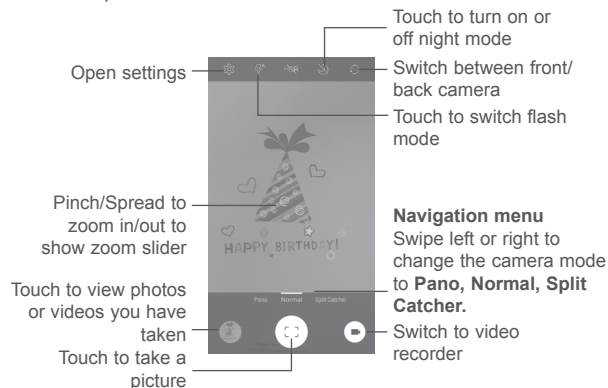 Touch to turn on or
off night mode
Open settings
Switch between front/
back camera
Touch to switch flash
mode
Pinch/Spread to
zoom in/out to
show zoom slider
HAPPY BIRTHDAY!
Navigation menu
Swipe left or right to
change the camera mode
to Pano, Normal, Split
Catcher.
Pano Normal Split Catcher
Touch to view photos
or videos you have
taken
Switch to video
recorder
Touch to take a
picture